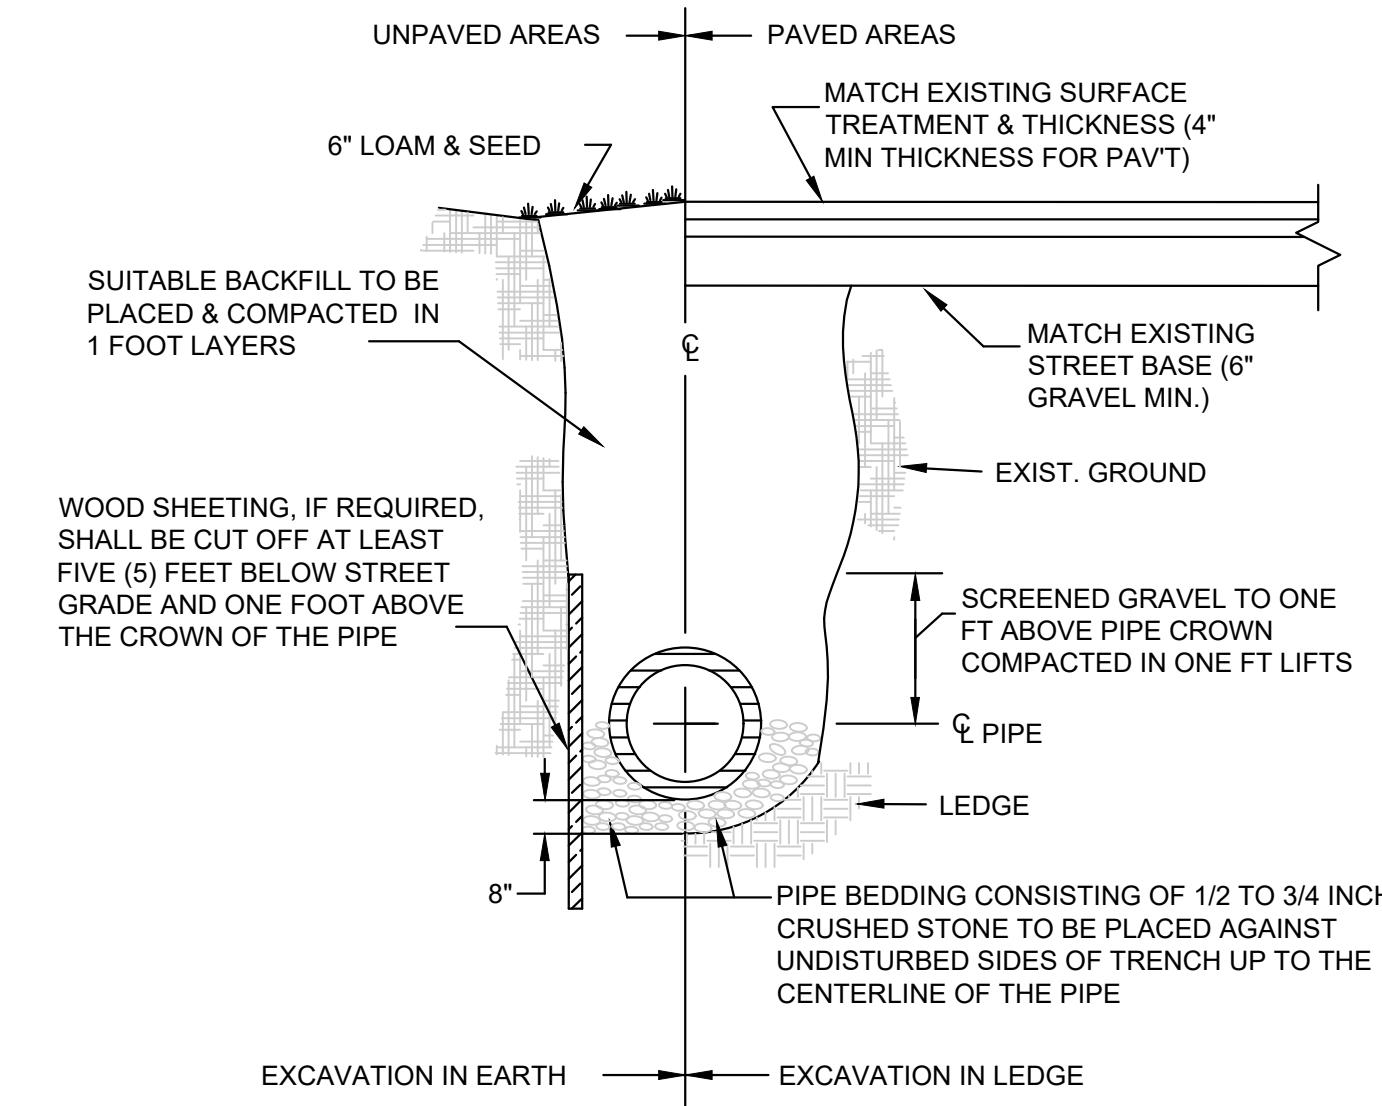 UNPAVED AREAS
PAVED AREAS
MATCH EXISTING SURFACE
TREATMENT & THICKNESS (4"
MIN THICKNESS FOR PAV'T)
6" LOAM & SEED
SUITABLE BACKFILL TO BE
PLACED & COMPACTED IN
1 FOOT LAYERS
℄
MATCH EXISTING
STREET BASE (6"
GRAVEL MIN.)
EXIST. GROUND
WOOD SHEETING, IF REQUIRED,
SHALL BE CUT OFF AT LEAST
FIVE (5) FEET BELOW STREET
GRADE AND ONE FOOT ABOVE
THE CROWN OF THE PIPE
SCREENED GRAVEL TO ONE
FT ABOVE PIPE CROWN
COMPACTED IN ONE FT LIFTS
℄ PIPE
LEDGE
8"
PIPE BEDDING CONSISTING OF 1/2 TO 3/4 INCH
CRUSHED STONE TO BE PLACED AGAINST
UNDISTURBED SIDES OF TRENCH UP TO THE
CENTERLINE OF THE PIPE
EXCAVATION IN EARTH
EXCAVATION IN LEDGE